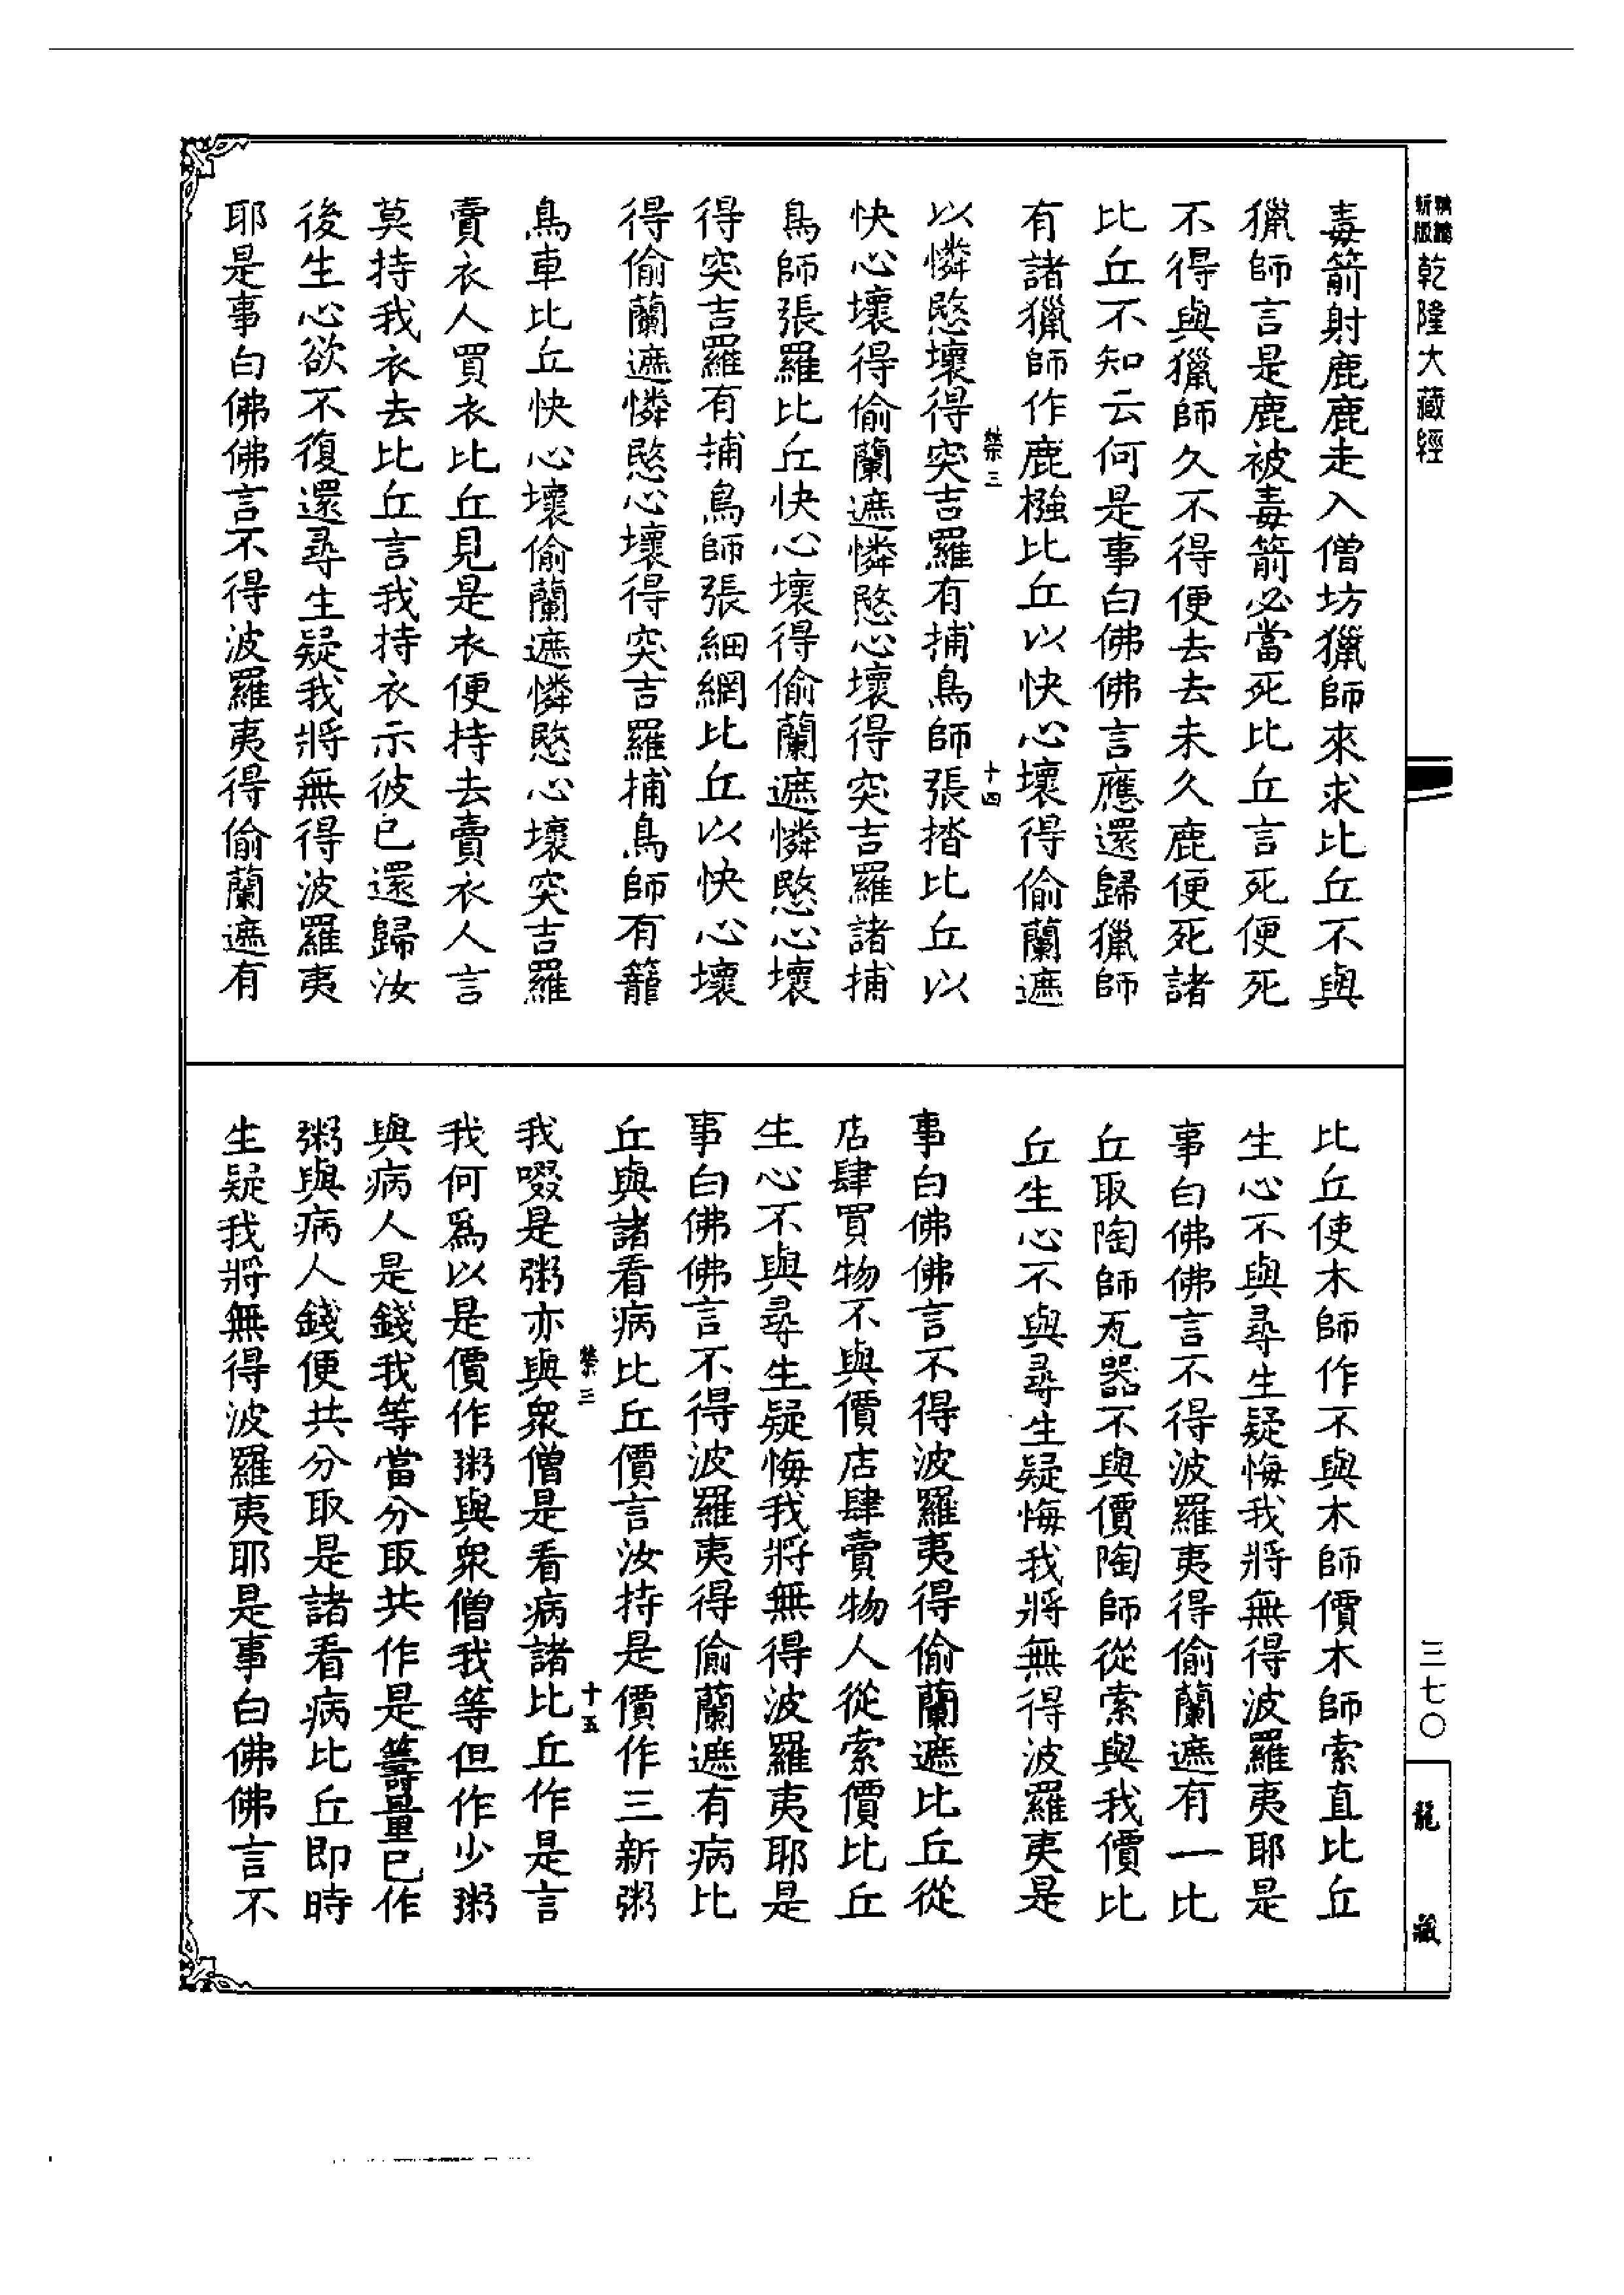 乾隆大藏經
三七〇
龍藏
毒箭射鹿鹿走入僧坊獵師來求比丘不與
獵師言是鹿被毒箭必當死比丘言死便死
不得與獵師久不得便去去未久鹿便死諸
比丘不知云何是事白佛佛言應還歸獵師
有諸獵師作鹿𣚦比丘以快心壞得偷蘭遮
三 十四
以憐愍壞得突吉羅有捕鳥師張㳫比丘以
快心壞得偷蘭遮憐愍心壞得突吉羅諸捕
鳥師張羅比丘快心壞得偷蘭遮憐愍心壞
得突吉羅有捕鳥師張細網比丘以快心壞
得偷蘭遮憐愍心壞得突吉羅捕鳥師有籠
鳥車比丘快心壞偷蘭遮憐愍心壞突吉羅
賣衣人買衣比丘見是衣便持去賣衣人言
莫持我衣去比丘言我持衣示彼已還歸汝
後生心欲不復還尋生疑我將無得波羅夷
耶是事白佛佛言不得波羅夷得偷蘭遮有
比丘使木師作不與木師價木師索直比丘
生心不與尋生疑悔我將無得波羅夷耶是
事白佛佛言不得波羅夷得偷蘭遮有一比
丘取陶師瓦器不與價陶師從索與我價比
丘生心不與尋生疑悔我將無得波羅夷是
事白佛佛言不得波羅夷得偷蘭遮比丘從
店肆買物不與價店肆賣物人從索價比丘
生心不與尋生疑悔我將無得波羅夷耶是
事白佛佛言不得波羅夷得偷蘭遮有病比
丘與諸看病比丘價言汝持是價作三新粥
三 十五
我啜是粥亦與衆僧是看病諸比丘作是言
我何爲以是價作粥與衆僧我等但作少粥
與病人是錢我等當分取共作是籌量已作
粥與病人錢便共分取是諸看病比丘即時
生疑我將無得波羅夷耶是事白佛佛言不